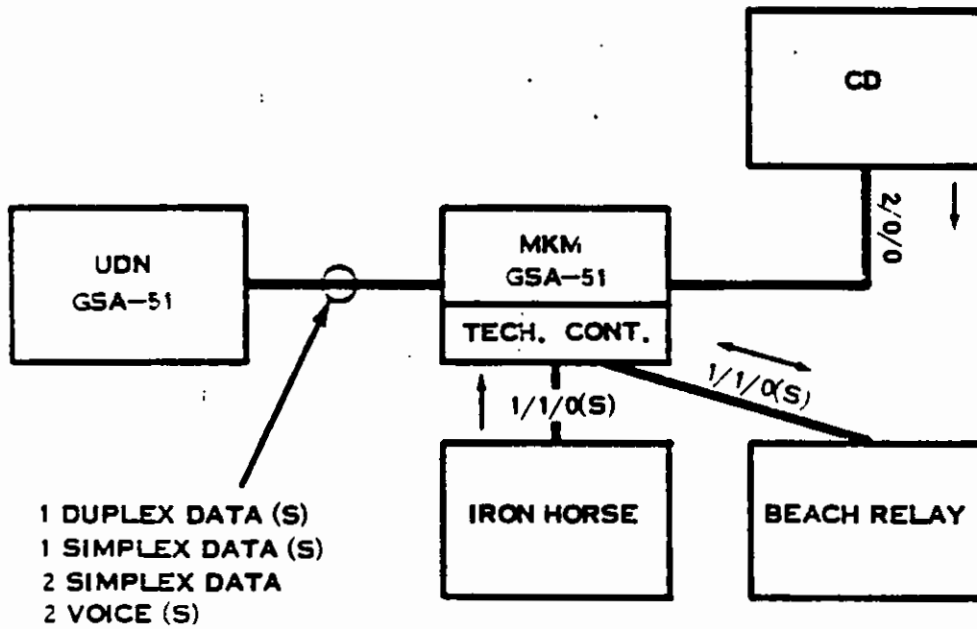 CD
2/0/0
UDN
GSA-51
MKM
GSA-51
TECH. CONT.
1/1/0(S)
1/1/0(S)
IRON HORSE
BEACH RELAY
1 DUPLEX DATA (S)
1 SIMPLEX DATA (S)
2 SIMPLEX DATA
2 VOICE (S)